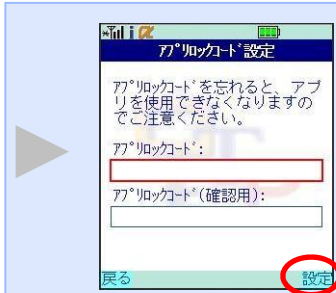 ｱﾌﾟﾘﾛｯｸｺｰﾄﾞ設定
ｱﾌﾟﾘﾛｯｸｺｰﾄﾞを忘れると、アプ
リを使用できなくなりますの
でご注意ください。
ｱﾌﾟﾘﾛｯｸｺｰﾄﾞ:
ｱﾌﾟﾘﾛｯｸｺｰﾄﾞ(確認用):
戻る 設定